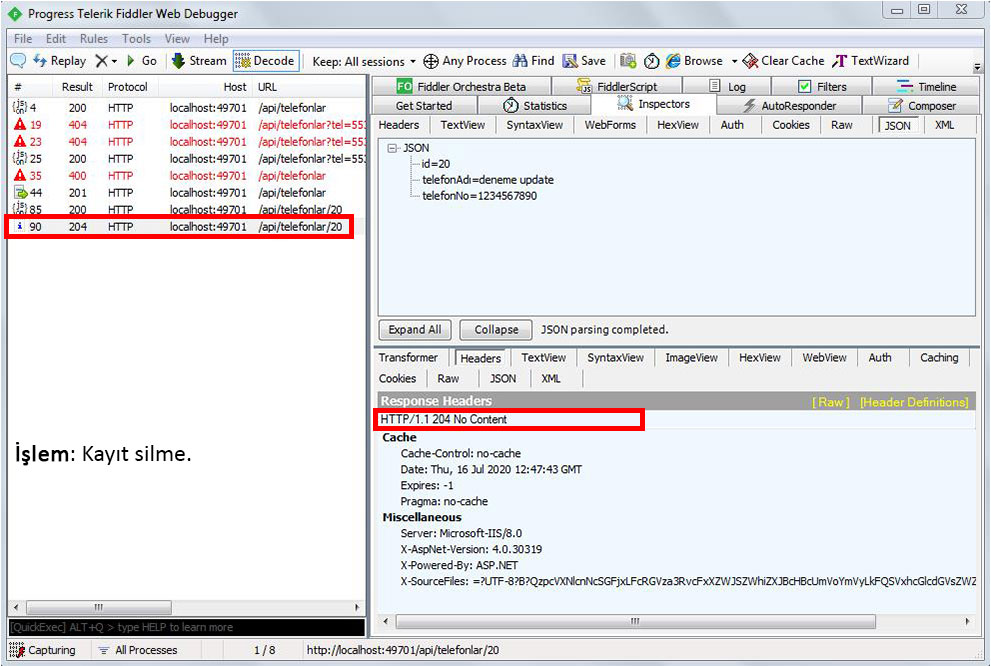 Progress Telerik Fiddler Web Debugger
File Edit Rules Tools View Help
Replay Go Stream Decode Keep: All sessions Any Process Find Save Browse Clear Cache TextWizard
# Result Protocol Host URL
4 200 HTTP localhost:49701 /api/telefonlar
19 404 HTTP localhost:49701 /api/telefonlar?tel=553
23 404 HTTP localhost:49701 /api/telefonlar?tel=553
25 200 HTTP localhost:49701 /api/telefonlar?tel=553
35 400 HTTP localhost:49701 /api/telefonlar
44 201 HTTP localhost:49701 /api/telefonlar
85 200 HTTP localhost:49701 /api/telefonlar/20
90 204 HTTP localhost:49701 /api/telefonlar/20
İşlem: Kayıt silme.
[QuickExec] ALT+Q > type HELP to learn more
FO Fiddler Orchestra Beta FiddlerScript Log Filters Timeline
Get Started Statistics Inspectors AutoResponder Composer
Headers TextView SyntaxView WebForms HexView Auth Cookies Raw JSON XML
JSON
id=20
telefonAdı=deneme update
telefonNo=1234567890
Expand All Collapse JSON parsing completed.
Transformer Headers TextView SyntaxView ImageView HexView WebView Auth Caching
Cookies Raw JSON XML
Response Headers [ Raw ] [Header Definitions]
HTTP/1.1 204 No Content
Cache
Cache-Control: no-cache
Date: Thu, 16 Jul 2020 12:47:43 GMT
Expires: -1
Pragma: no-cache
Miscellaneous
Server: Microsoft-IIS/8.0
X-AspNet-Version: 4.0.30319
X-Powered-By: ASP.NET
X-SourceFiles:
Capturing All Processes 1 / 8 http://localhost:49701/api/telefonlar/20